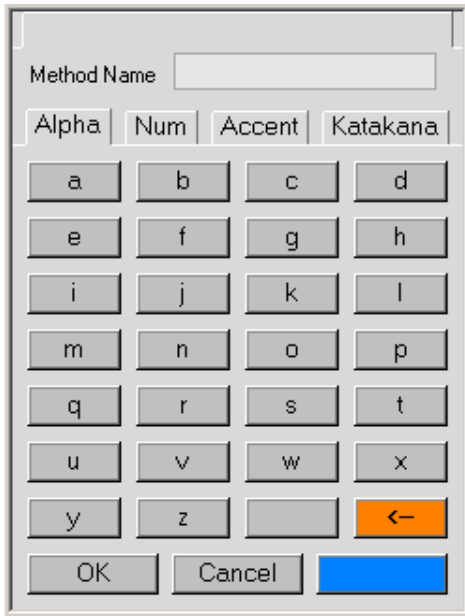 Method Name
Alpha Num Accent Katakana
a b c d
e f g h
i j k l
m n o p
q r s t
u v w x
y z <-
OK Cancel